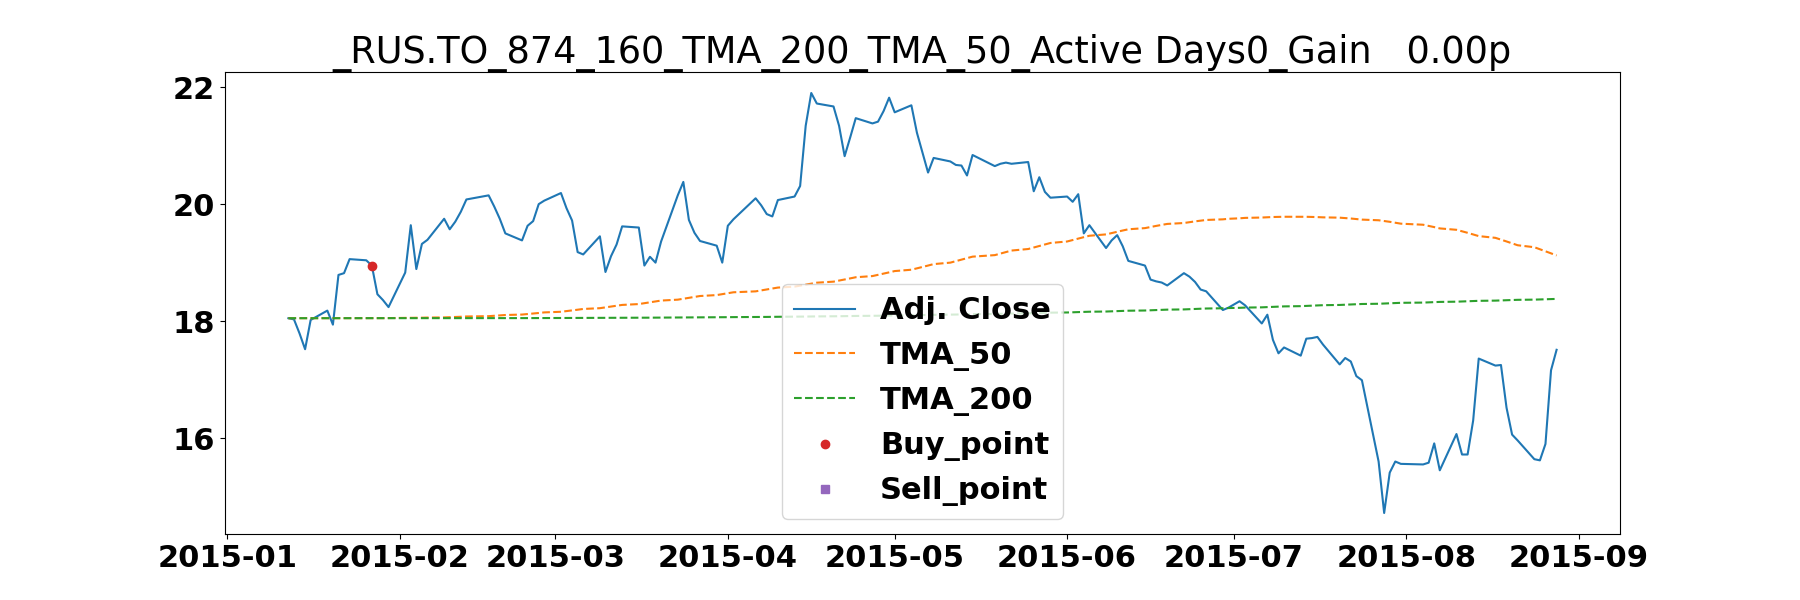 _RUS.TO_874_160_TMA_200_TMA_50_Active Days0_Gain   0.00p
22
20
18
16
Adj. Close
TMA_50
TMA_200
Buy_point
Sell_point
2015-01 2015-02 2015-03 2015-04 2015-05 2015-06 2015-07 2015-08 2015-09